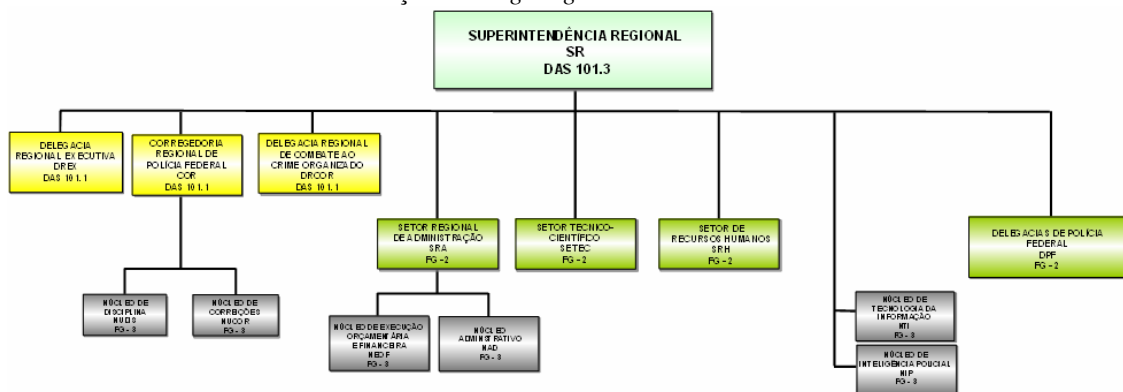 SUPERINTENDÊNCIA REGIONAL
SR
DAS 101.3
DELEGACIA
REGIONAL EXECUTIVA
DREX
DAS 101.1
CORREGEDORIA
REGIONAL DE
POLÍCIA FEDERAL
COR
DAS 101.1
DELEGACIA REGIONAL
DE COMBATE AO
CRIME ORGANIZADO
DRCOR
DAS 101.1
SETOR REGIONAL
DE ADMINISTRAÇÃO
SRA
FG - 2
SETOR TÉCNICO-
CIENTÍFICO
SETEC
FG - 2
SETOR DE
RECURSOS HUMANOS
SRH
FG - 2
DELEGACIAS DE POLÍCIA
FEDERAL
DPF
FG - 2
NÚCLEO DE
DISCIPLINA
NUDIS
FG - 3
NÚCLEO DE
CORREIÇÕES
NUCOR
FG - 3
NÚCLEO DE EXECUÇÃO
ORÇAMENTÁRIA
E FINANCEIRA
NEOF
FG - 3
NÚCLEO
ADMINISTRATIVO
NAD
FG - 3
NÚCLEO DE
TECNOLOGIA DA
INFORMAÇÃO
NTI
FG - 3
NÚCLEO DE
INTELIGÊNCIA POLICIAL
NIP
FG - 3